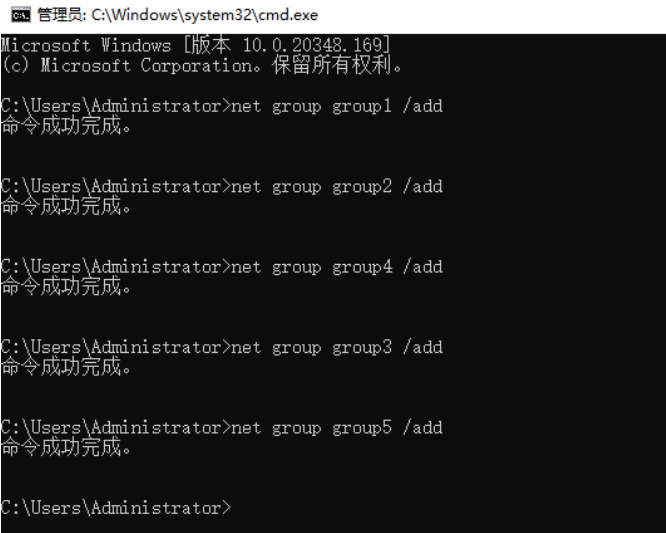 管理员: C:\Windows\system32\cmd.exe
Microsoft Windows [版本 10.0.20348.169]
(c) Microsoft Corporation。保留所有权利。
C:\Users\Administrator>net group group1 /add
命令成功完成。
C:\Users\Administrator>net group group2 /add
命令成功完成。
C:\Users\Administrator>net group group4 /add
命令成功完成。
C:\Users\Administrator>net group group3 /add
命令成功完成。
C:\Users\Administrator>net group group5 /add
命令成功完成。
C:\Users\Administrator>